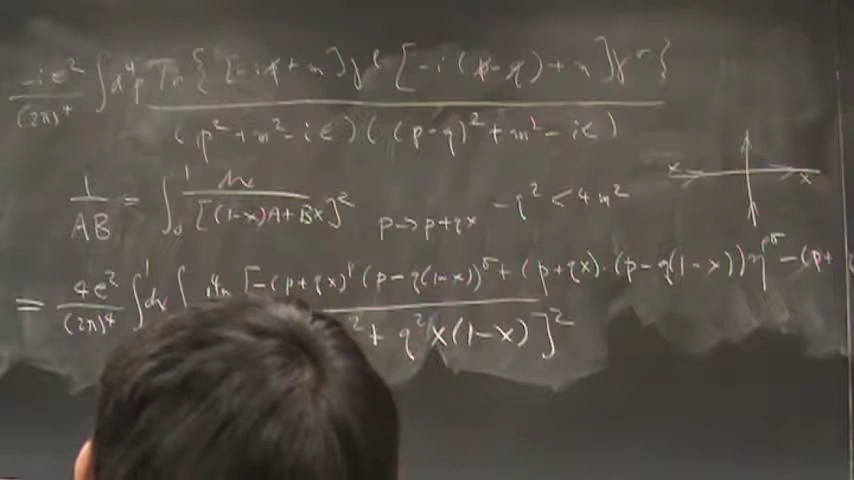 -ie² / (2π)⁴ ∫ d⁴p Tr { [-i p̸ + m] γ^ρ [-i(p̸ - q̸) + m] γ^σ } / (p² + m² - iε)((p-q)² + m² - iε)
1/AB = ∫₀¹ dx / [(1-x)A + Bx]² p → p + qx -q² < 4m² x x
= 4e² / (2π)⁴ ∫₀¹ dx ∫ [-(p+qx)^ρ (p-q(1-x))^σ + (p+qx)·(p-q(1-x)) η^ρσ - (p+ / ² + q²x(1-x)]²